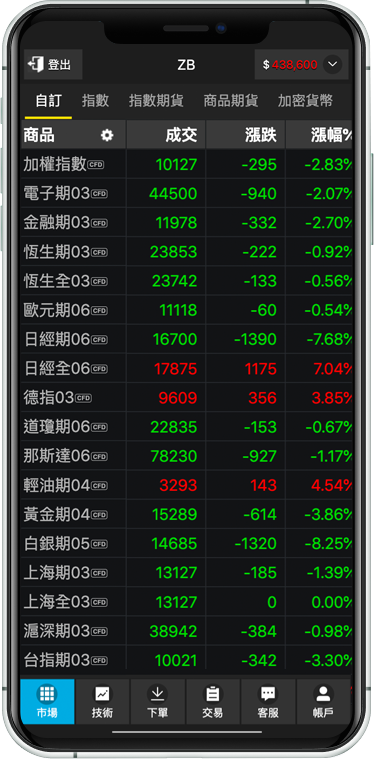 登出 ZB $438,600
自訂 指數 指數期貨 商品期貨 加密貨幣
商品 成交 漲跌 漲幅%
加權指數 CFD 10127 -295 -2.83%
電子期03 CFD 44500 -940 -2.07%
金融期03 CFD 11978 -332 -2.70%
恆生期03 CFD 23853 -222 -0.92%
恆生全03 CFD 23742 -133 -0.56%
歐元期06 CFD 11118 -60 -0.54%
日經期06 CFD 16700 -1390 -7.68%
日經全06 CFD 17875 1175 7.04%
德指03 CFD 9609 356 3.85%
道瓊期06 CFD 22835 -153 -0.67%
那斯達06 CFD 78230 -927 -1.17%
輕油期04 CFD 3293 143 4.54%
黃金期04 CFD 15289 -614 -3.86%
白銀期05 CFD 14685 -1320 -8.25%
上海期03 CFD 13127 -185 -1.39%
上海全03 CFD 13127 0 0.00%
滬深期03 CFD 38942 -384 -0.98%
台指期03 CFD 10021 -342 -3.30%
市場 技術 下單 交易 客服 帳戶